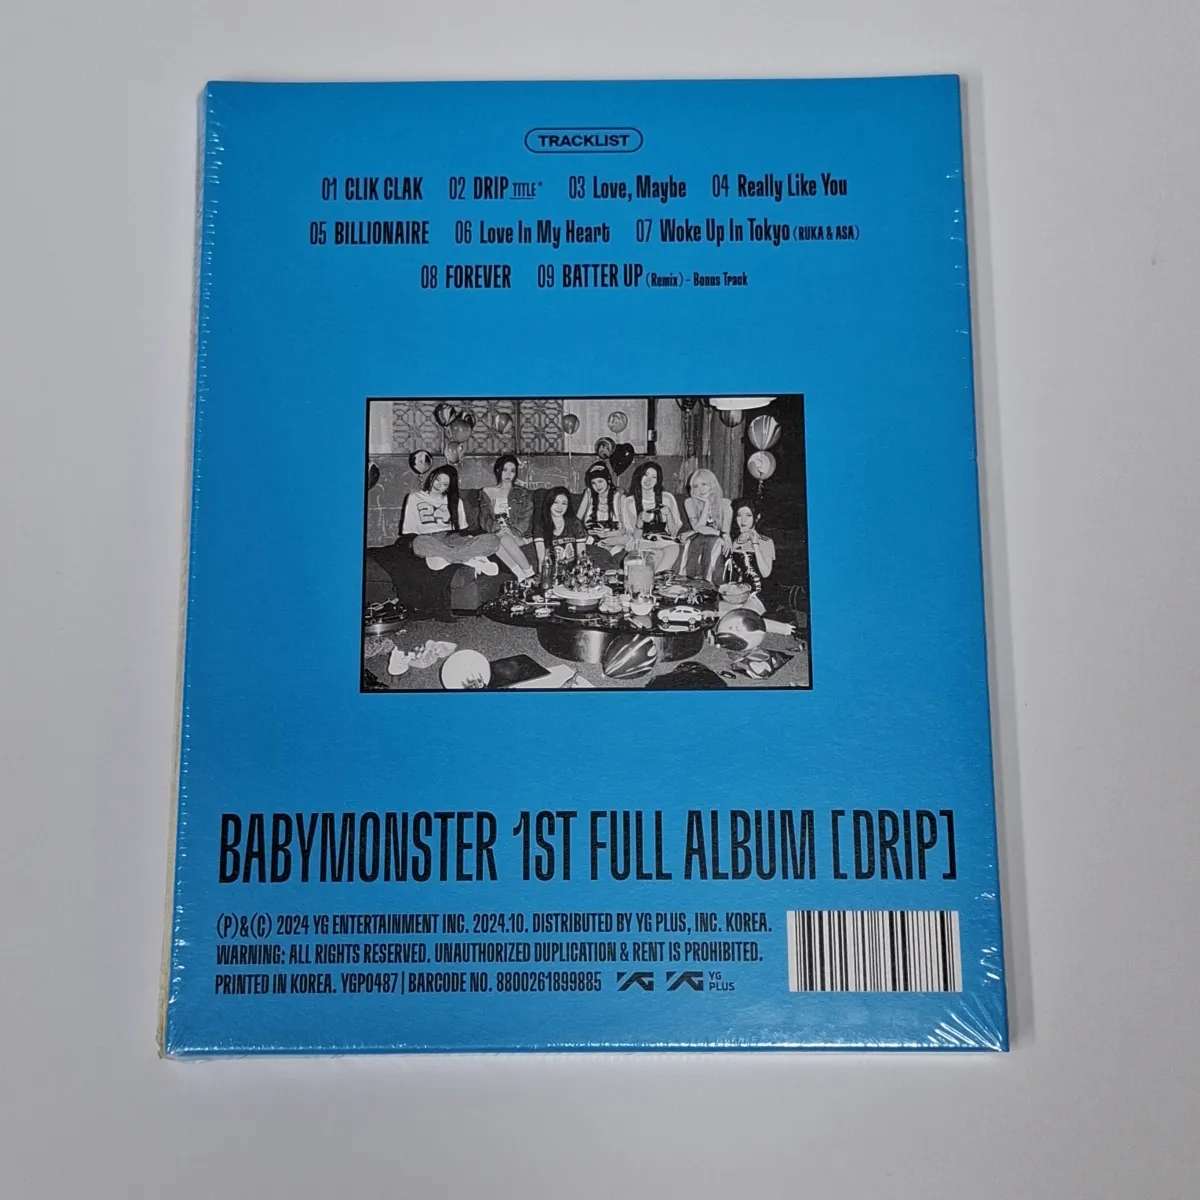 TRACKLIST
01 CLIK CLAK 02 DRIP TITLE* 03 Love, Maybe 04 Really Like You
05 BILLIONAIRE 06 Love In My Heart 07 Woke Up In Tokyo (RUKA & ASA)
08 FOREVER 09 BATTER UP (Remix) - Bonus Track
24
BABYMONSTER 1ST FULL ALBUM [DRIP]
(P)&(C) 2024 YG ENTERTAINMENT INC. 2024.10. DISTRIBUTED BY YG PLUS, INC. KOREA.
WARNING: ALL RIGHTS RESERVED. UNAUTHORIZED DUPLICATION & RENT IS PROHIBITED.
PRINTED IN KOREA. YGP0487 | BARCODE NO. 8800261899885 YG YG YG PLUS